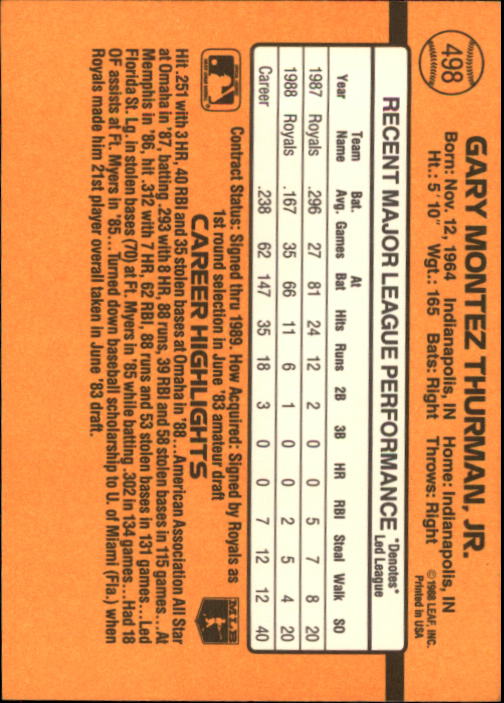 498
GARY MONTEZ THURMAN, JR.
©1988 LEAF, INC.
Printed in USA
Born: Nov. 12, 1964 Indianapolis, IN Home: Indianapolis, IN
Ht.: 5'10" Wgt.: 165 Bats: Right Throws: Right
RECENT MAJOR LEAGUE PERFORMANCE *Denotes* Led League
Year Team Name Bat. Avg. Games At Bat Hits Runs 2B 3B HR RBI Steal Walk SO
1987 Royals .296 27 81 24 12 2 0 0 5 7 8 20
1988 Royals .167 35 66 11 6 1 0 0 2 5 4 20
Career .238 62 147 35 18 3 0 0 7 12 12 40
Contract Status: Signed thru 1989. How Acquired: Signed by Royals as
1st round selection in June '83 amateur draft
MLB
CAREER HIGHLIGHTS
Hit .251 with 3 HR, 40 RBI and 35 stolen bases at Omaha in '88...American Association All Star
at Omaha in '87, batting .293 with 8 HR, 88 runs, 39 RBI and 58 stolen bases in 115 games...At
Memphis in '86, hit .312 with 7 HR, 62 RBI, 88 runs and 53 stolen bases in 131 games...Led
Florida St. Lg. in stolen bases (70) at Ft. Myers in '85 while batting .302 in 134 games...Had 18
OF assists at Ft. Myers in '85...Turned down baseball scholarship to U. of Miami (Fla.) when
Royals made him 21st player overall taken in June '83 draft.